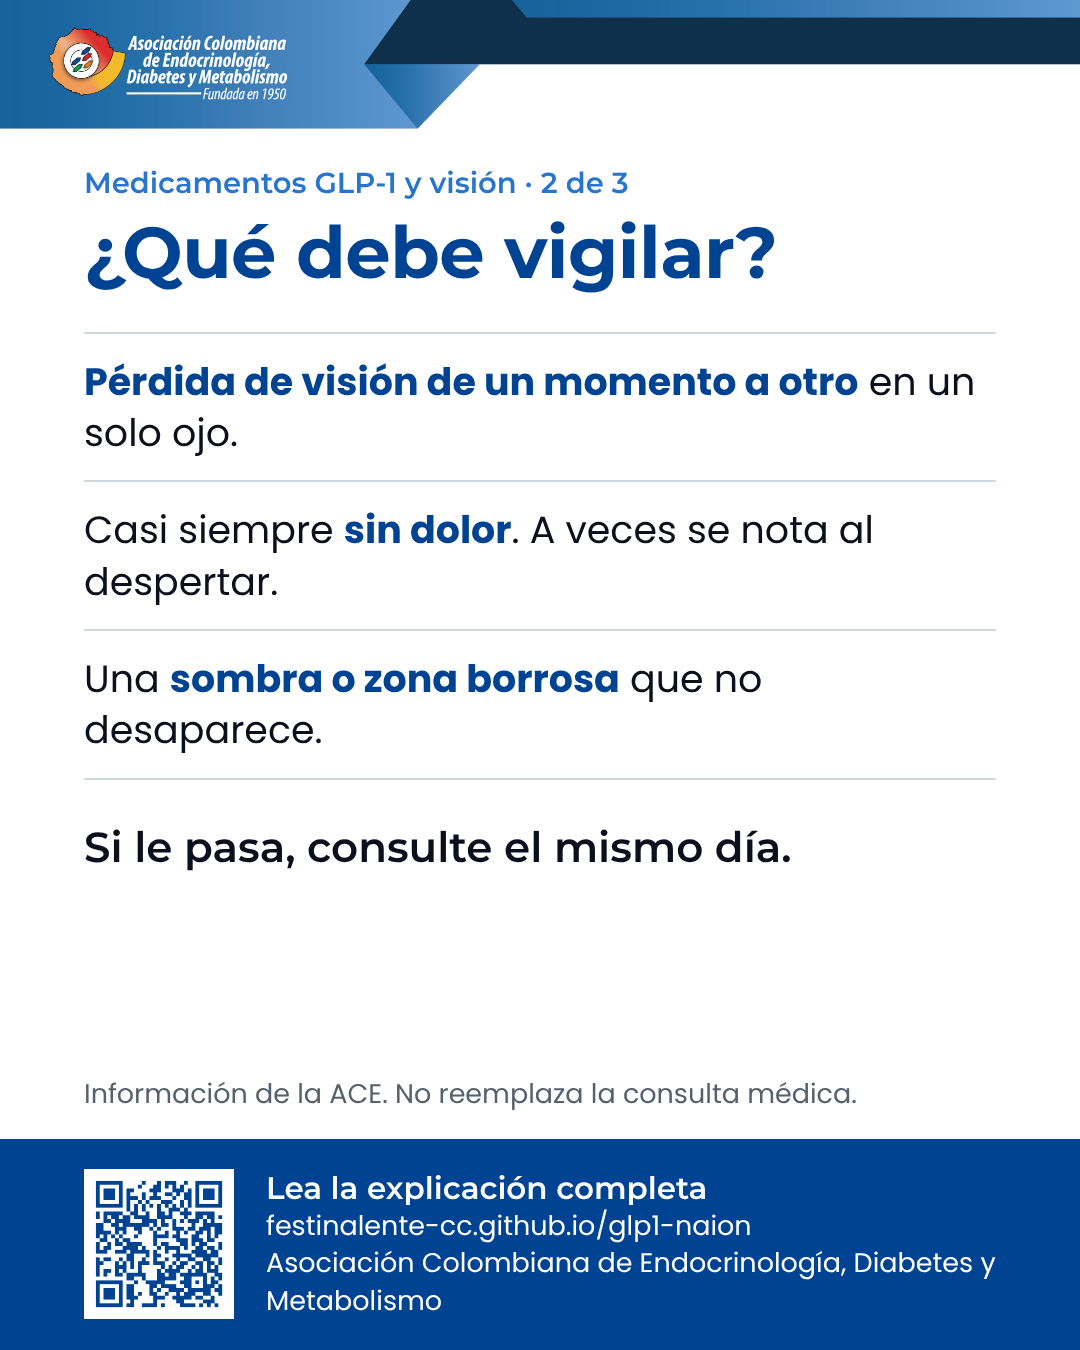 Asociación Colombiana
de Endocrinología,
Diabetes y Metabolismo
Fundada en 1950
Medicamentos GLP-1 y visión · 2 de 3
¿Qué debe vigilar?
Pérdida de visión de un momento a otro en un
solo ojo.
Casi siempre sin dolor. A veces se nota al
despertar.
Una sombra o zona borrosa que no
desaparece.
Si le pasa, consulte el mismo día.
Información de la ACE. No reemplaza la consulta médica.
Lea la explicación completa
festinalente-cc.github.io/glp1-naion
Asociación Colombiana de Endocrinología, Diabetes y
Metabolismo